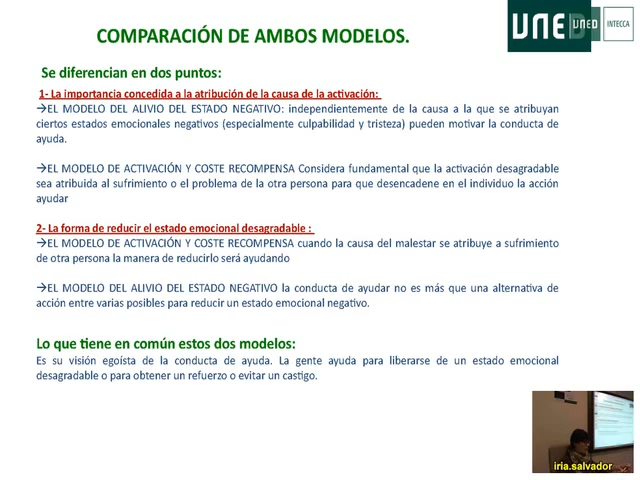 COMPARACIÓN DE AMBOS MODELOS.
UNED
UNED
INTECCA
Se diferencian en dos puntos:
1- La importancia concedida a la atribución de la causa de la activación:
→EL MODELO DEL ALIVIO DEL ESTADO NEGATIVO: independientemente de la causa a la que se atribuyan
ciertos estados emocionales negativos (especialmente culpabilidad y tristeza) pueden motivar la conducta de
ayuda.
→EL MODELO DE ACTIVACIÓN Y COSTE RECOMPENSA Considera fundamental que la activación desagradable
sea atribuida al sufrimiento o el problema de la otra persona para que desencadene en el individuo la acción
ayudar
2- La forma de reducir el estado emocional desagradable :
→EL MODELO DE ACTIVACIÓN Y COSTE RECOMPENSA cuando la causa del malestar se atribuye a sufrimiento
de otra persona la manera de reducirlo será ayudando
→EL MODELO DEL ALIVIO DEL ESTADO NEGATIVO la conducta de ayudar no es más que una alternativa de
acción entre varias posibles para reducir un estado emocional negativo.
Lo que tiene en común estos dos modelos:
Es su visión egoísta de la conducta de ayuda. La gente ayuda para liberarse de un estado emocional
desagradable o para obtener un refuerzo o evitar un castigo.
iria.salvador